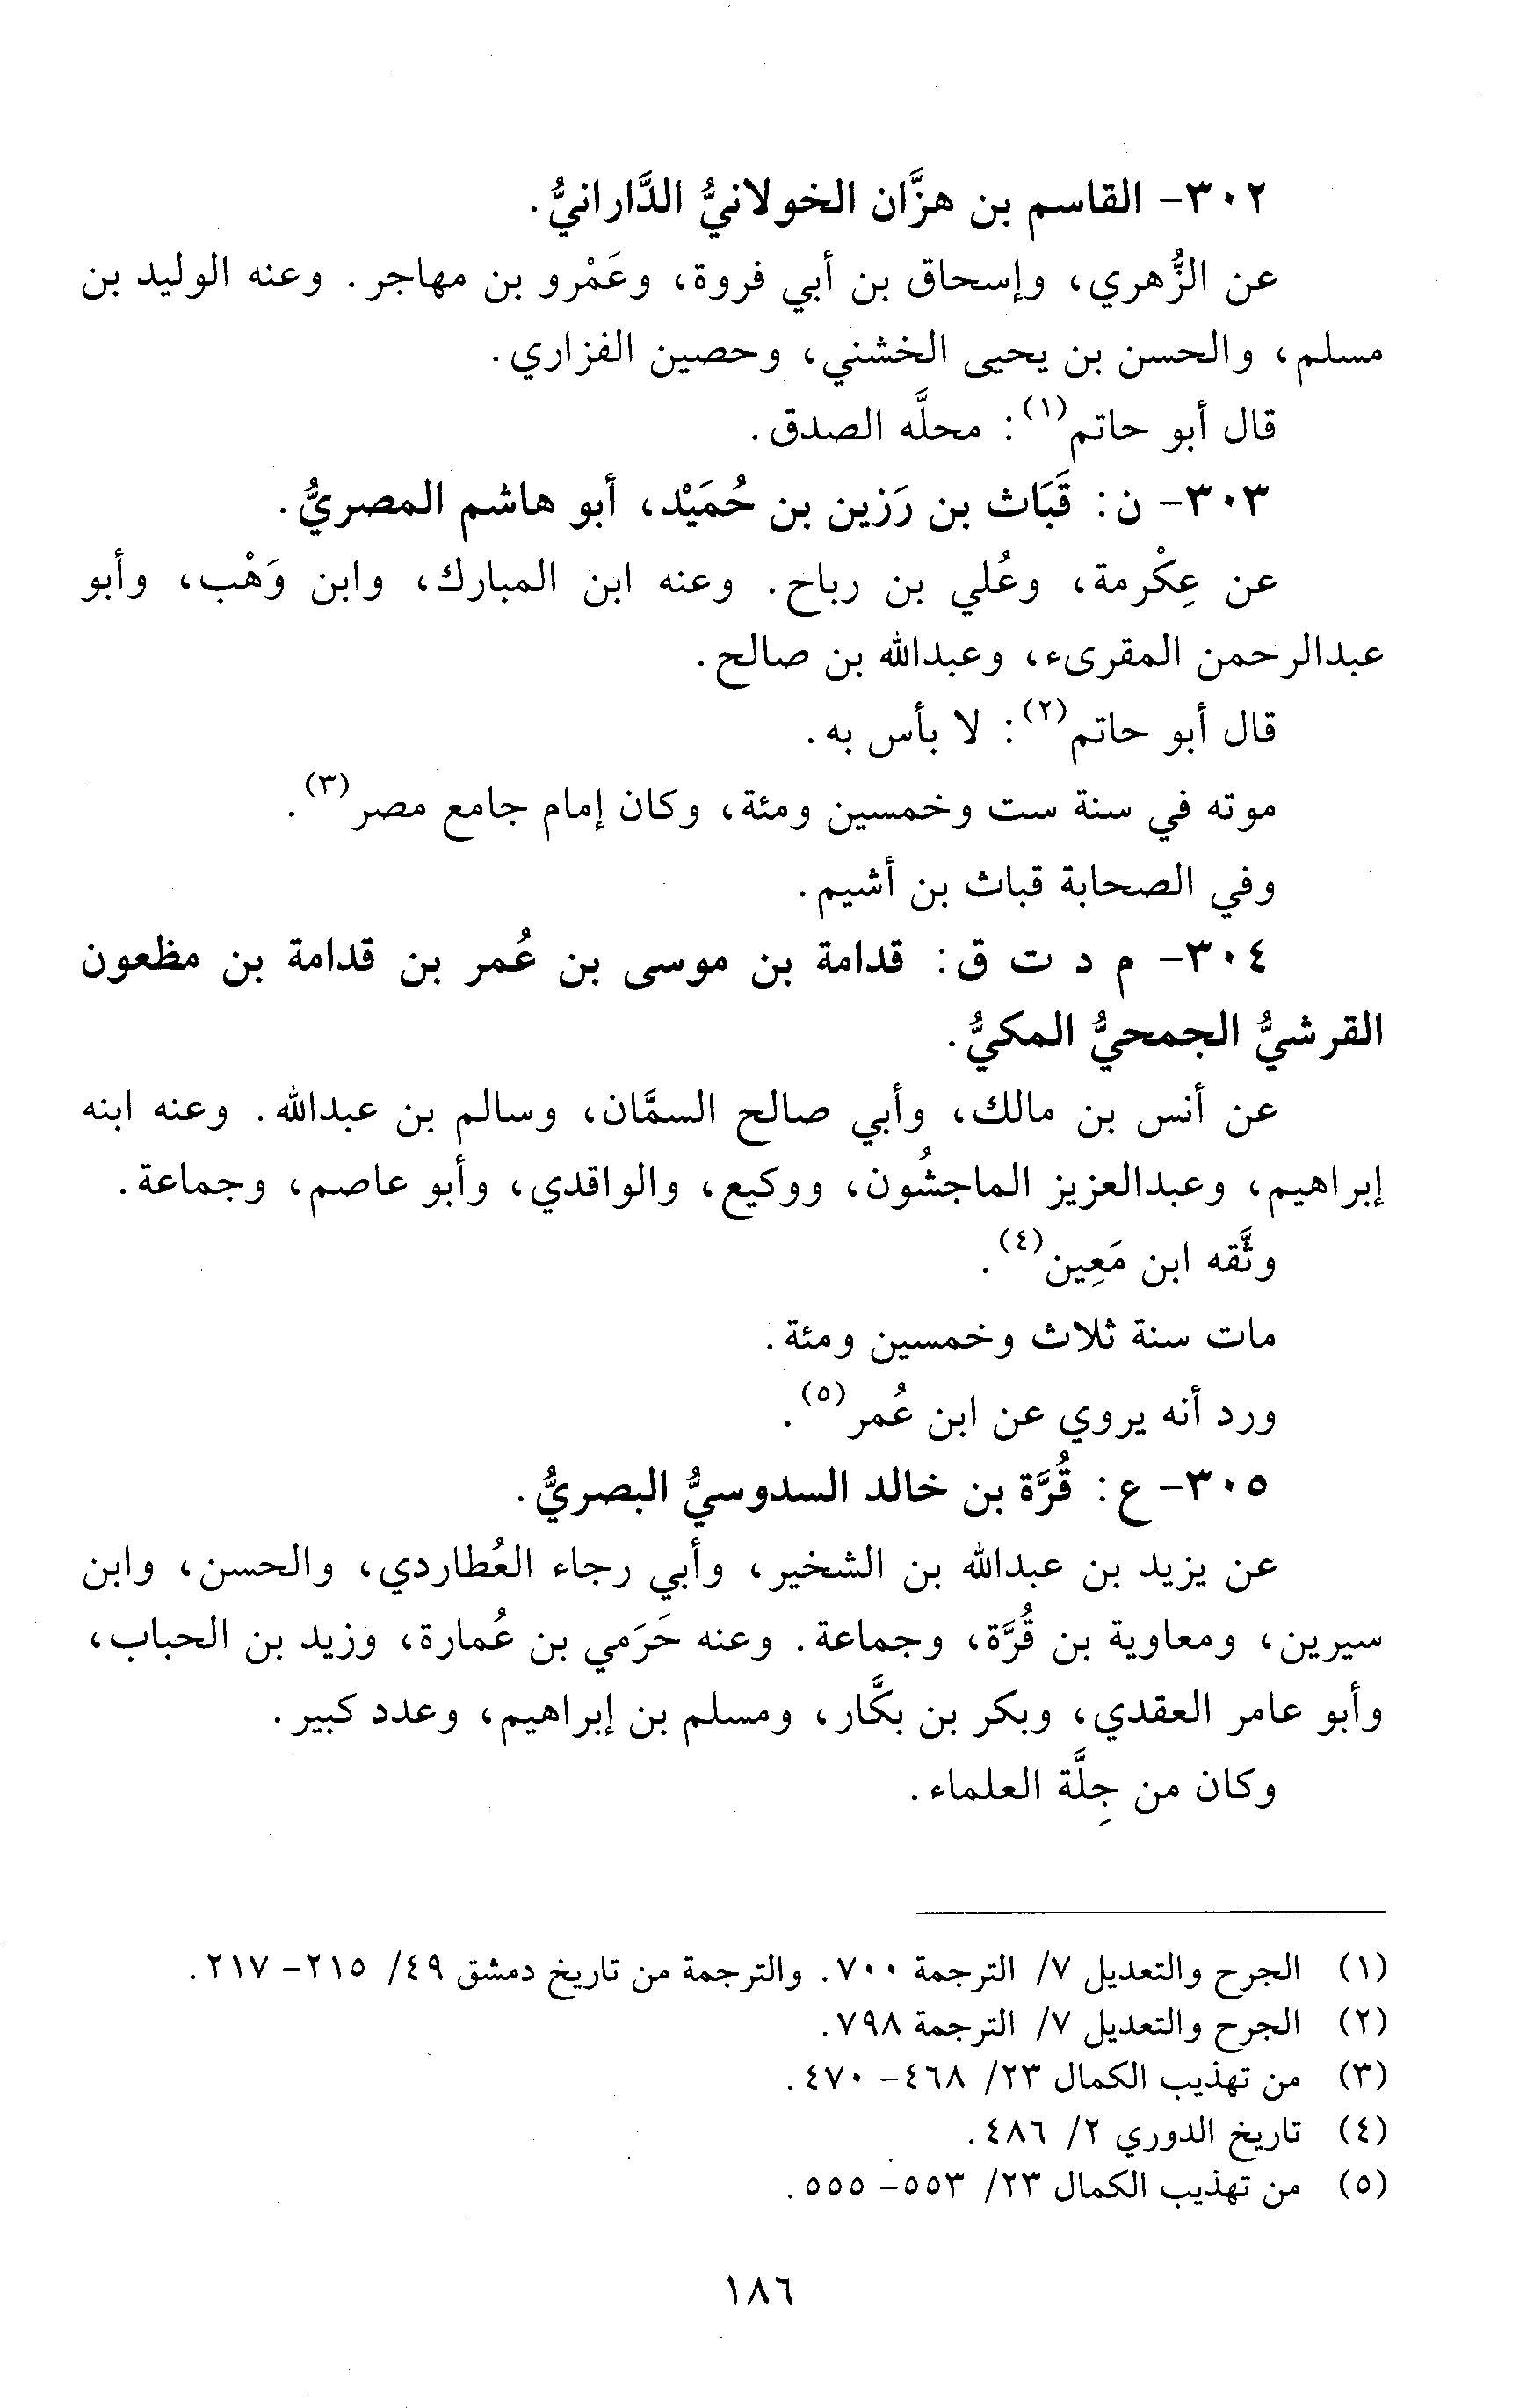 ٣٠٢- القاسم بن هزَّان الخولانيُّ الدَّارانيُّ.
عن الزُّهري، وإسحاق بن أبي فروة، وعَمْرو بن مهاجر. وعنه الوليد بن
مسلم، والحسن بن يحيى الخشني، وحصين الفزاري.
قال أبو حاتم(١): محلَّه الصدق.
٣٠٣- ن: قَبَاث بن رَزين بن حُمَيْد، أبو هاشم المصريُّ.
عن عِكْرمة، وعُلي بن رباح. وعنه ابن المبارك، وابن وَهْب، وأبو
عبدالرحمن المقرىء، وعبدالله بن صالح.
قال أبو حاتم(٢): لا بأس به.
موته في سنة ست وخمسين ومئة، وكان إمام جامع مصر(٣).
وفي الصحابة قباث بن أشيم.
٣٠٤- م د ت ق: قدامة بن موسى بن عُمر بن قدامة بن مظعون
القرشيُّ الجمحيُّ المكيُّ.
عن أنس بن مالك، وأبي صالح السمَّان، وسالم بن عبدالله. وعنه ابنه
إبراهيم، وعبدالعزيز الماجشُون، ووكيع، والواقدي، وأبو عاصم، وجماعة.
وثَّقه ابن مَعِين(٤).
مات سنة ثلاث وخمسين ومئة.
ورد أنه يروي عن ابن عُمر(٥).
٣٠٥- ع: قُرَّة بن خالد السدوسيُّ البصريُّ.
عن يزيد بن عبدالله بن الشخير، وأبي رجاء العُطاردي، والحسن، وابن
سيرين، ومعاوية بن قُرَّة، وجماعة. وعنه حَرَمي بن عُمارة، وزيد بن الحباب،
وأبو عامر العقدي، وبكر بن بكَّار، ومسلم بن إبراهيم، وعدد كبير.
وكان من جِلَّة العلماء.
(١) الجرح والتعديل ٧/ الترجمة ٧٠٠. والترجمة من تاريخ دمشق ٤٩/ ٢١٥- ٢١٧.
(٢) الجرح والتعديل ٧/ الترجمة ٧٩٨.
(٣) من تهذيب الكمال ٢٣/ ٤٦٨- ٤٧٠.
(٤) تاريخ الدوري ٢/ ٤٨٦.
(٥) من تهذيب الكمال ٢٣/ ٥٥٣- ٥٥٥.
١٨٦